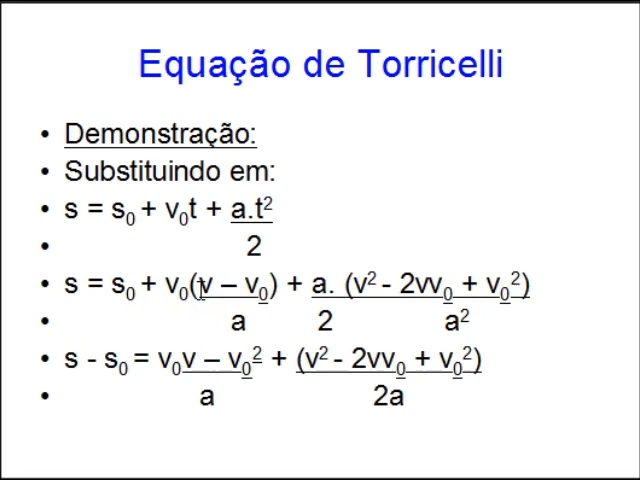 Equação de Torricelli
• Demonstração:
• Substituindo em:
• s = s₀ + v₀t + a.t²
• 2
• s = s₀ + v₀(v – v₀) + a. (v² - 2vv₀ + v₀²)
• a 2 a²
• s - s₀ = v₀v – v₀² + (v² - 2vv₀ + v₀²)
• a 2a